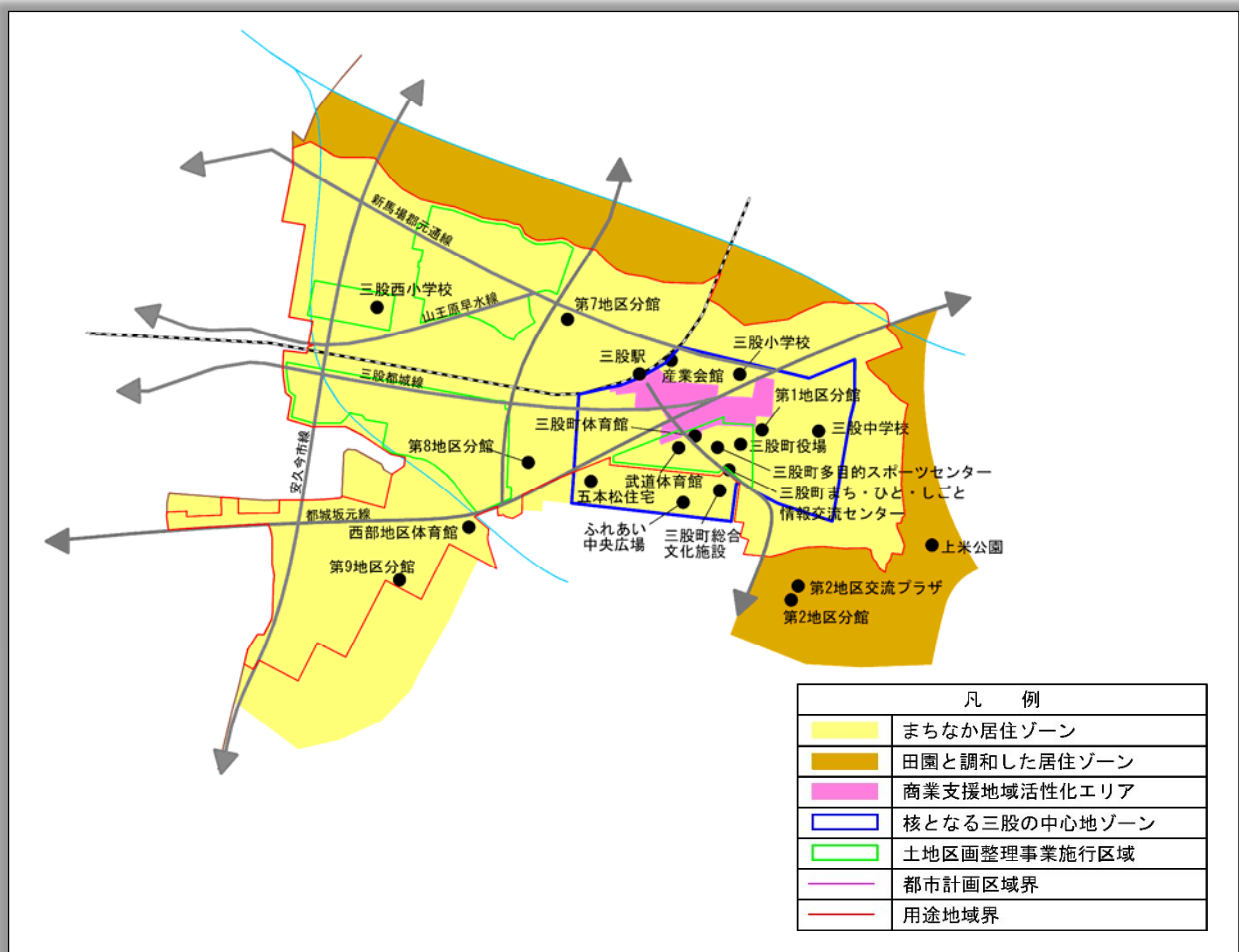 新馬場郡元通線
三股西小学校
山王原早水線
第7地区分館
三股駅
産業会館
三股小学校
三股都城線
第1地区分館
三股町体育館
三股中学校
三股町役場
第8地区分館
安久今市線
三股町多目的スポーツセンター
武道体育館
五本松住宅
三股町まち・ひと・しごと
情報交流センター
都城坂元線
西部地区体育館
ふれあい
中央広場
三股町総合
文化施設
上米公園
第9地区分館
第2地区交流プラザ
第2地区分館
凡 例
まちなか居住ゾーン
田園と調和した居住ゾーン
商業支援地域活性化エリア
核となる三股の中心地ゾーン
土地区画整理事業施行区域
都市計画区域界
用途地域界